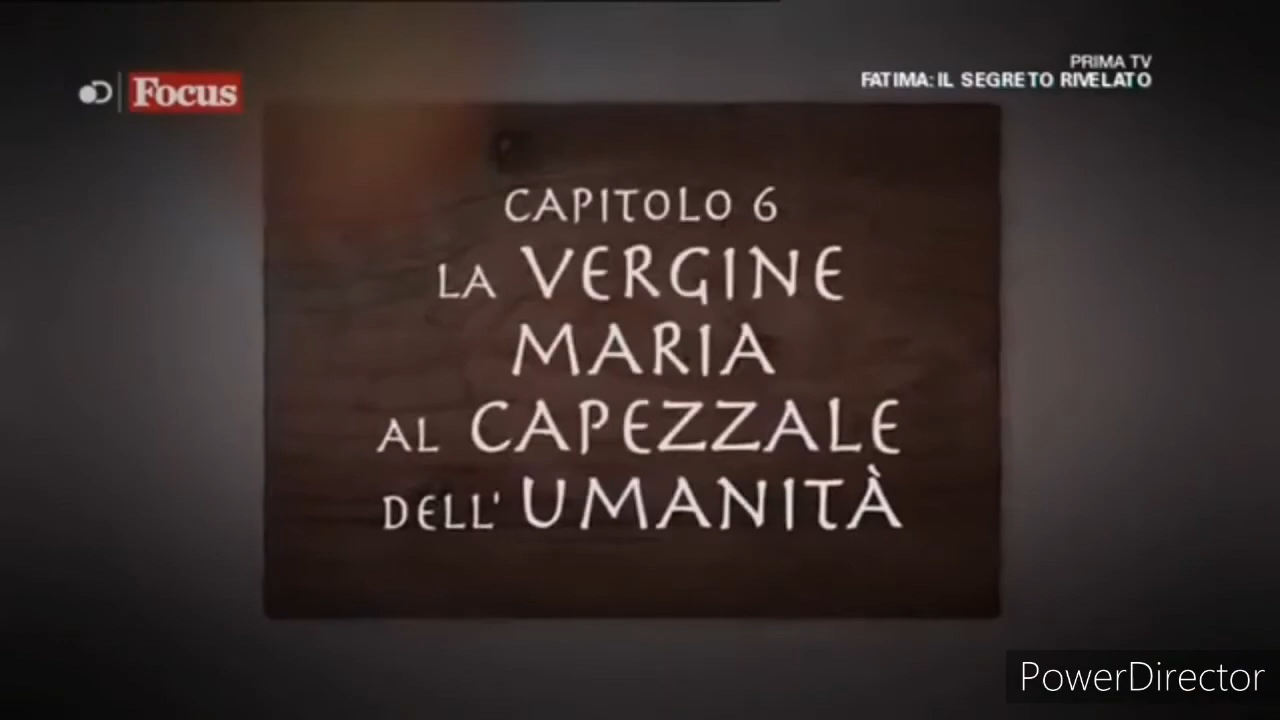 Focus
PRIMA TV
FATIMA: IL SEGRETO RIVELATO
CAPITOLO 6
LA VERGINE
MARIA
AL CAPEZZALE
DELL' UMANITÀ
PowerDirector